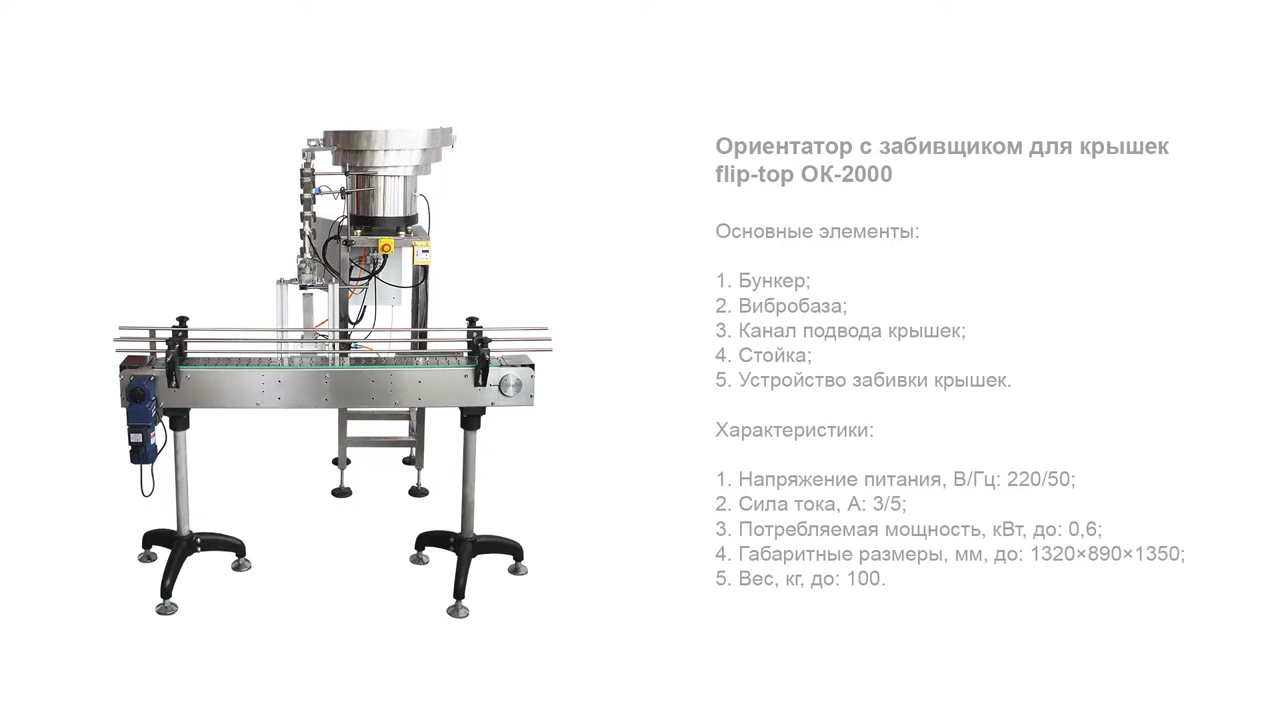 Ориентатор с забивщиком для крышек
flip-top ОК-2000
Основные элементы:
1. Бункер;
2. Вибробаза;
3. Канал подвода крышек;
4. Стойка;
5. Устройство забивки крышек.
Характеристики:
1. Напряжение питания, В/Гц: 220/50;
2. Сила тока, А: 3/5;
3. Потребляемая мощность, кВт, до: 0,6;
4. Габаритные размеры, мм, до: 1320×890×1350;
5. Вес, кг, до: 100.